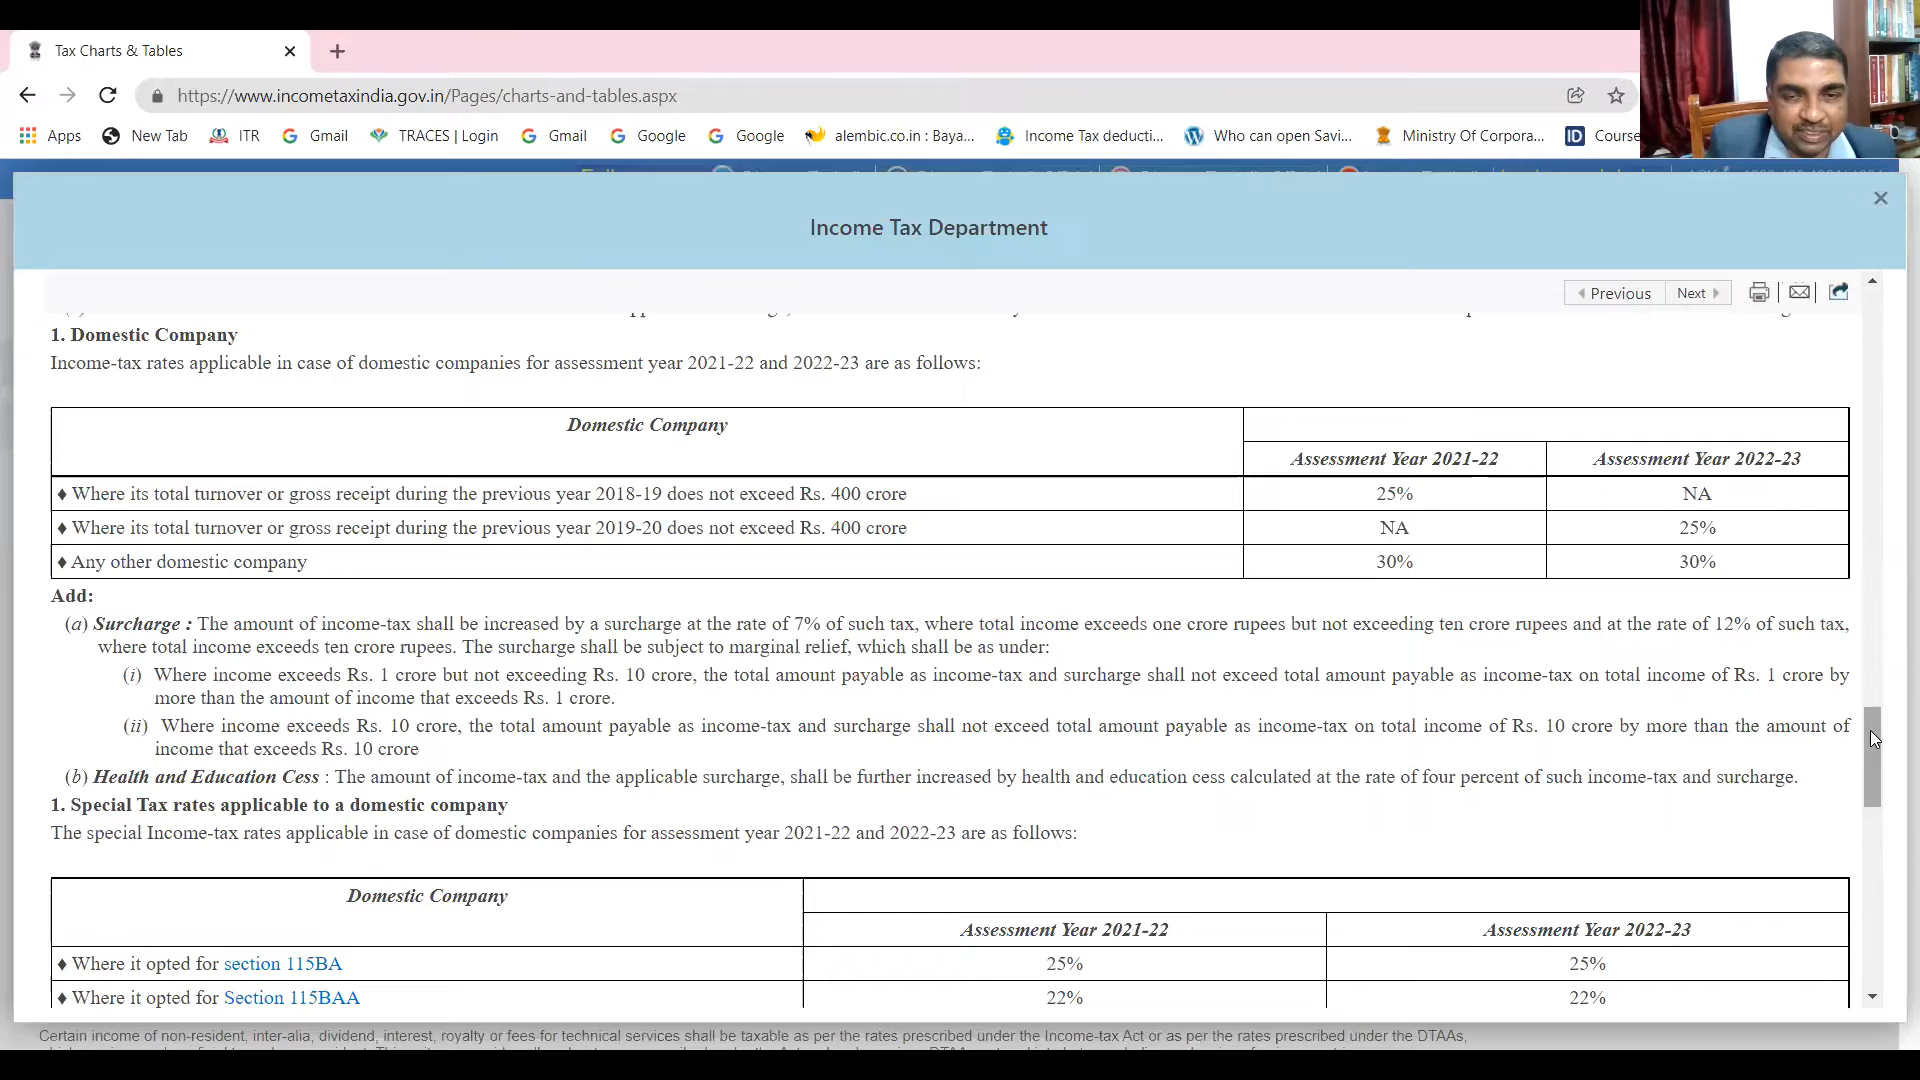 Tax Charts & Tables
https://www.incometaxindia.gov.in/Pages/charts-and-tables.aspx
Apps New Tab ITR Gmail TRACES | Login Gmail Google Google alembic.co.in : Baya... Income Tax deducti... Who can open Savi... Ministry Of Corpora... ID Course
Income Tax Department
Previous Next
1. Domestic Company
Income-tax rates applicable in case of domestic companies for assessment year 2021-22 and 2022-23 are as follows:
Domestic Company
Assessment Year 2021-22 Assessment Year 2022-23
♦ Where its total turnover or gross receipt during the previous year 2018-19 does not exceed Rs. 400 crore 25% NA
♦ Where its total turnover or gross receipt during the previous year 2019-20 does not exceed Rs. 400 crore NA 25%
♦ Any other domestic company 30% 30%
Add:
(a) Surcharge : The amount of income-tax shall be increased by a surcharge at the rate of 7% of such tax, where total income exceeds one crore rupees but not exceeding ten crore rupees and at the rate of 12% of such tax,
where total income exceeds ten crore rupees. The surcharge shall be subject to marginal relief, which shall be as under:
(i) Where income exceeds Rs. 1 crore but not exceeding Rs. 10 crore, the total amount payable as income-tax and surcharge shall not exceed total amount payable as income-tax on total income of Rs. 1 crore by
more than the amount of income that exceeds Rs. 1 crore.
(ii) Where income exceeds Rs. 10 crore, the total amount payable as income-tax and surcharge shall not exceed total amount payable as income-tax on total income of Rs. 10 crore by more than the amount of
income that exceeds Rs. 10 crore
(b) Health and Education Cess : The amount of income-tax and the applicable surcharge, shall be further increased by health and education cess calculated at the rate of four percent of such income-tax and surcharge.
1. Special Tax rates applicable to a domestic company
The special Income-tax rates applicable in case of domestic companies for assessment year 2021-22 and 2022-23 are as follows:
Domestic Company
Assessment Year 2021-22 Assessment Year 2022-23
♦ Where it opted for section 115BA 25% 25%
♦ Where it opted for Section 115BAA 22% 22%
Certain income of non-resident, inter-alia, dividend, interest, royalty or fees for technical services shall be taxable as per the rates prescribed under the Income-tax Act or as per the rates prescribed under the DTAAs,